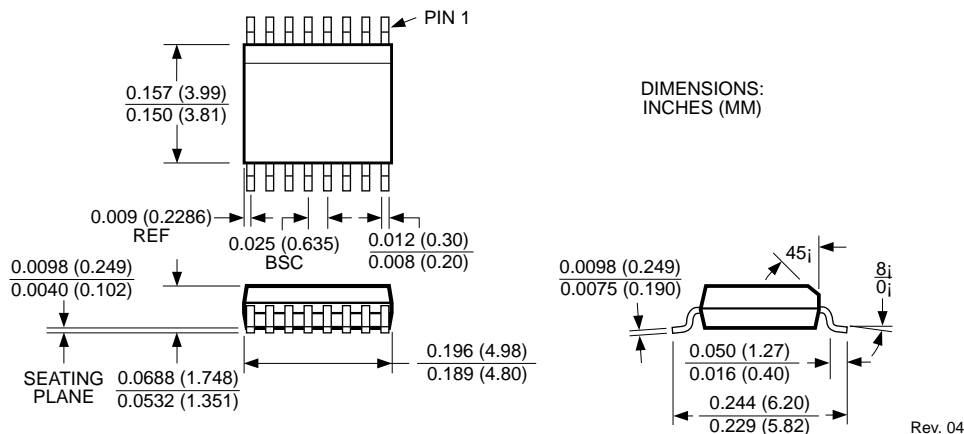 PIN 1
0.157 (3.99)
0.150 (3.81)
DIMENSIONS:
INCHES (MM)
0.009 (0.2286)
REF
0.025 (0.635)
BSC
0.012 (0.30)
0.008 (0.20)
0.0098 (0.249)
0.0040 (0.102)
SEATING
PLANE
0.0688 (1.748)
0.0532 (1.351)
0.196 (4.98)
0.189 (4.80)
0.0098 (0.249)
0.0075 (0.190)
45¡
8¡
0¡
0.050 (1.27)
0.016 (0.40)
0.244 (6.20)
0.229 (5.82)
Rev. 04